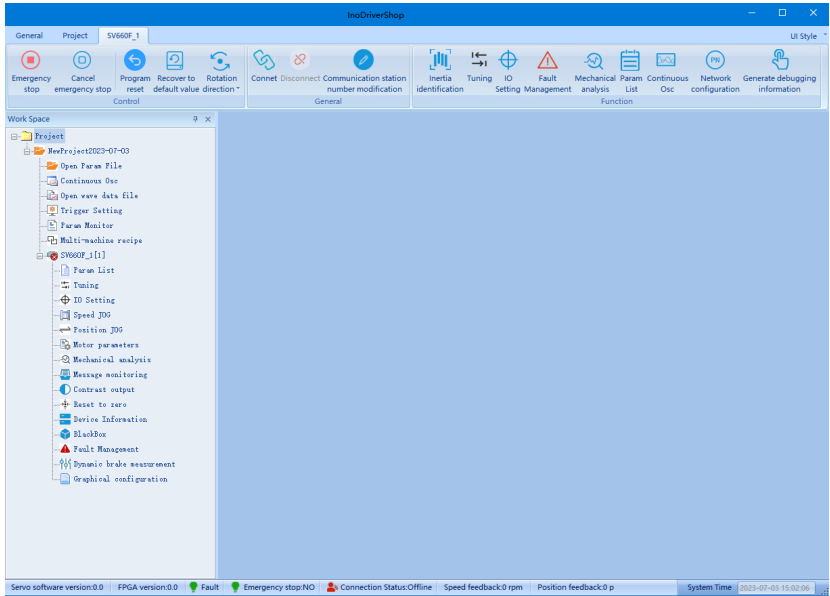 InoDriverShop
General Project SV660F_1 UI Style
Emergency stop
Cancel emergency stop
Program reset
Recover to default value
Rotation direction
Connet
Disconnect
Communication station number modification
Inertia identification
Tuning
IO Setting
Fault Management
Mechanical analysis
Param List
Continuous Osc
PN
Network configuration
Generate debugging information
Control
General
Function
Work Space
Project
NewProject2023-07-03
Open Param File
Continuous Osc
Open wave data file
Trigger Setting
Param Monitor
Multi-machine recipe
SV660F_1[1]
Param List
Tuning
IO Setting
Speed JOG
Position JOG
Motor parameters
Mechanical analysis
Message monitoring
Contrast output
Reset to zero
Device Information
BlackBox
Fault Management
Dynamic brake measurement
Graphical configuration
Servo software version:0.0 FPGA version:0.0 Fault Emergency stop:NO Connection Status:Offline Speed feedback:0 rpm Position feedback:0 p System Time 2023-07-03 15:02:06